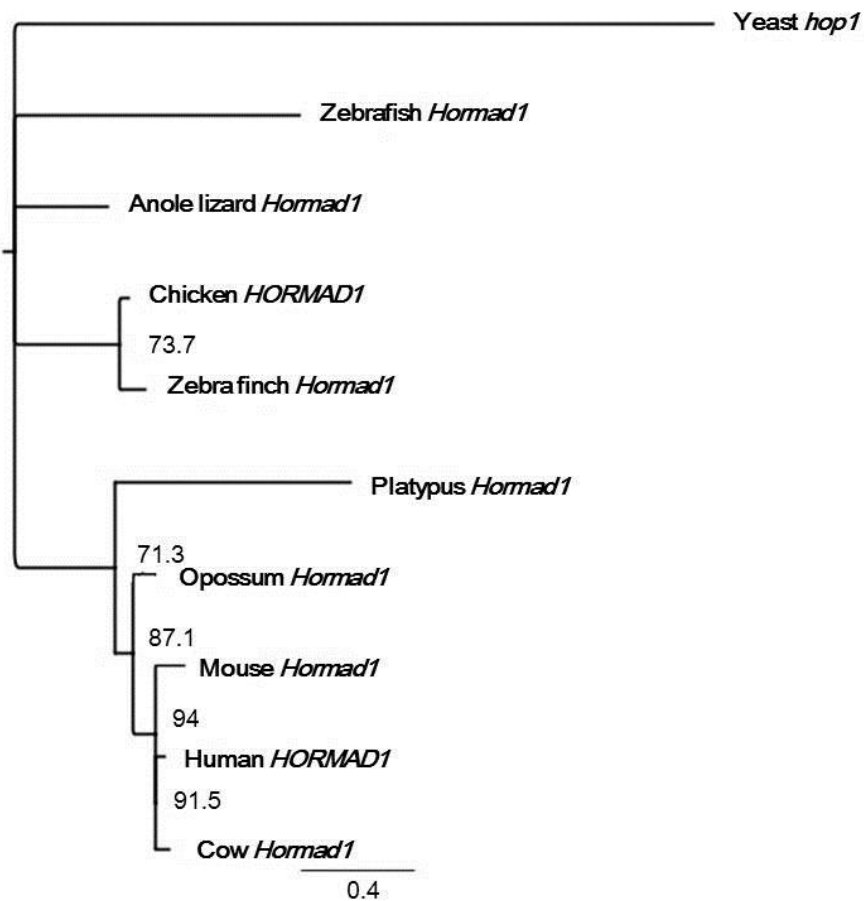 Yeast hop1
Zebrafish Hormad1
Anole lizard Hormad1
Chicken HORMAD1
73.7
Zebra finch Hormad1
Platypus Hormad1
71.3
Opossum Hormad1
87.1
Mouse Hormad1
94
Human HORMAD1
91.5
Cow Hormad1
0.4